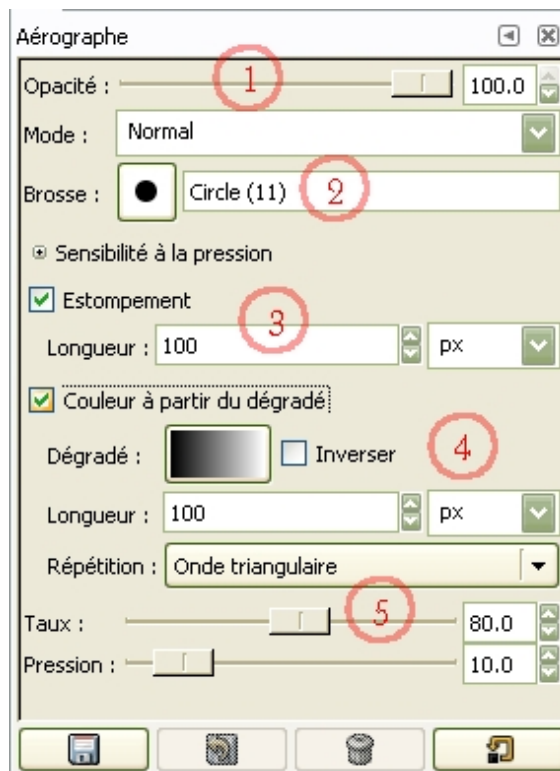 Aérographe
Opacité : 1 100.0
Mode : Normal
Brosse : Circle (11) 2
Sensibilité à la pression
Estompement
3
Longueur : 100 px
Couleur à partir du dégradé
Dégradé : Inverser 4
Longueur : 100 px
Répétition : Onde triangulaire
5
Taux : 80.0
Pression : 10.0